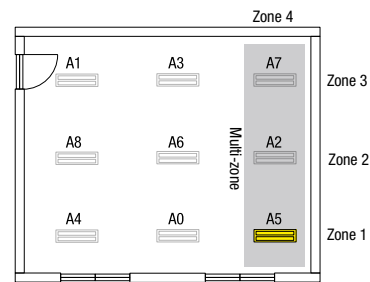 Zone 4
A1 A3 A7 Zone 3
A8 A6 A2 Zone 2
Multi-zone
A4 A0 A5 Zone 1